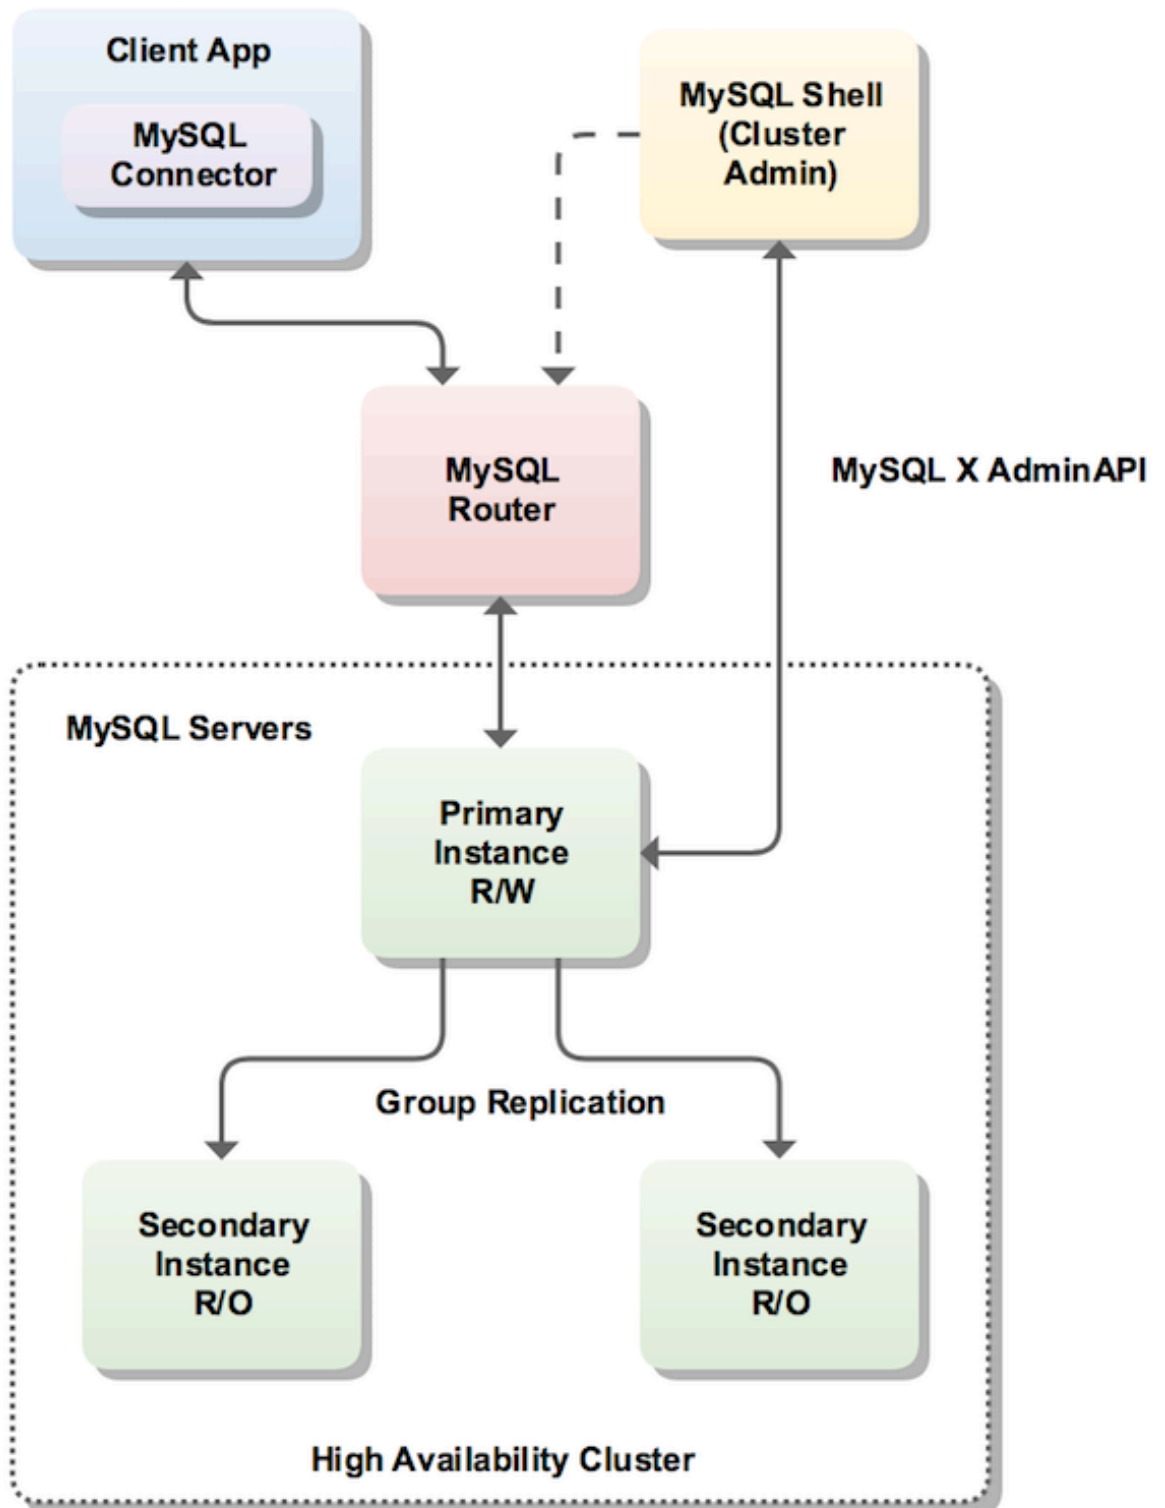 Client App
MySQL
Connector
MySQL Shell
(Cluster
Admin)
MySQL
Router
MySQL X AdminAPI
MySQL Servers
Primary
Instance
R/W
Group Replication
Secondary
Instance
R/O
Secondary
Instance
R/O
High Availability Cluster